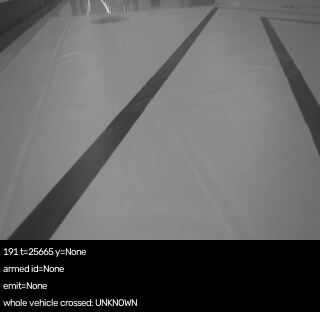 191 t=25665 y=None
armed id=None
emit=None
whole vehicle crossed: UNKNOWN